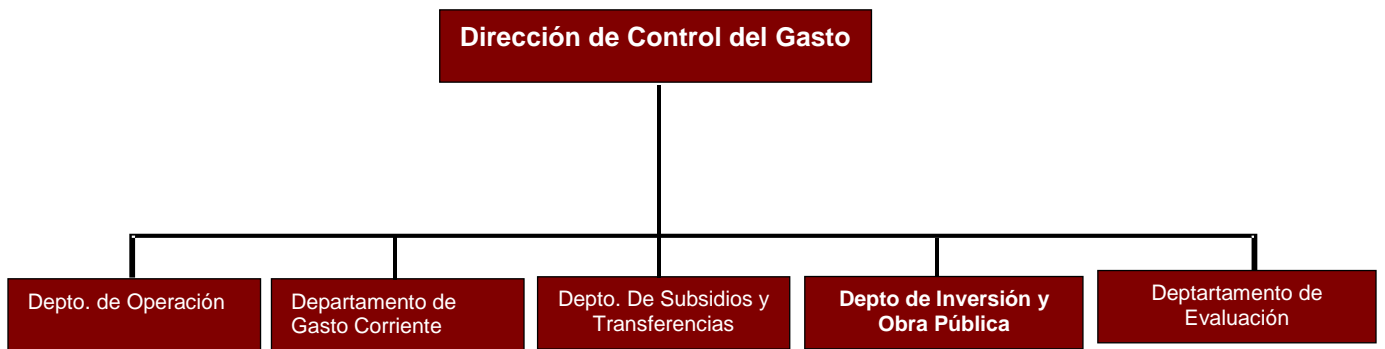 Dirección de Control del Gasto
Depto. de Operación
Departamento de
Gasto Corriente
Depto. De Subsidios y
Transferencias
Depto de Inversión y
Obra Pública
Deptartamento de
Evaluación